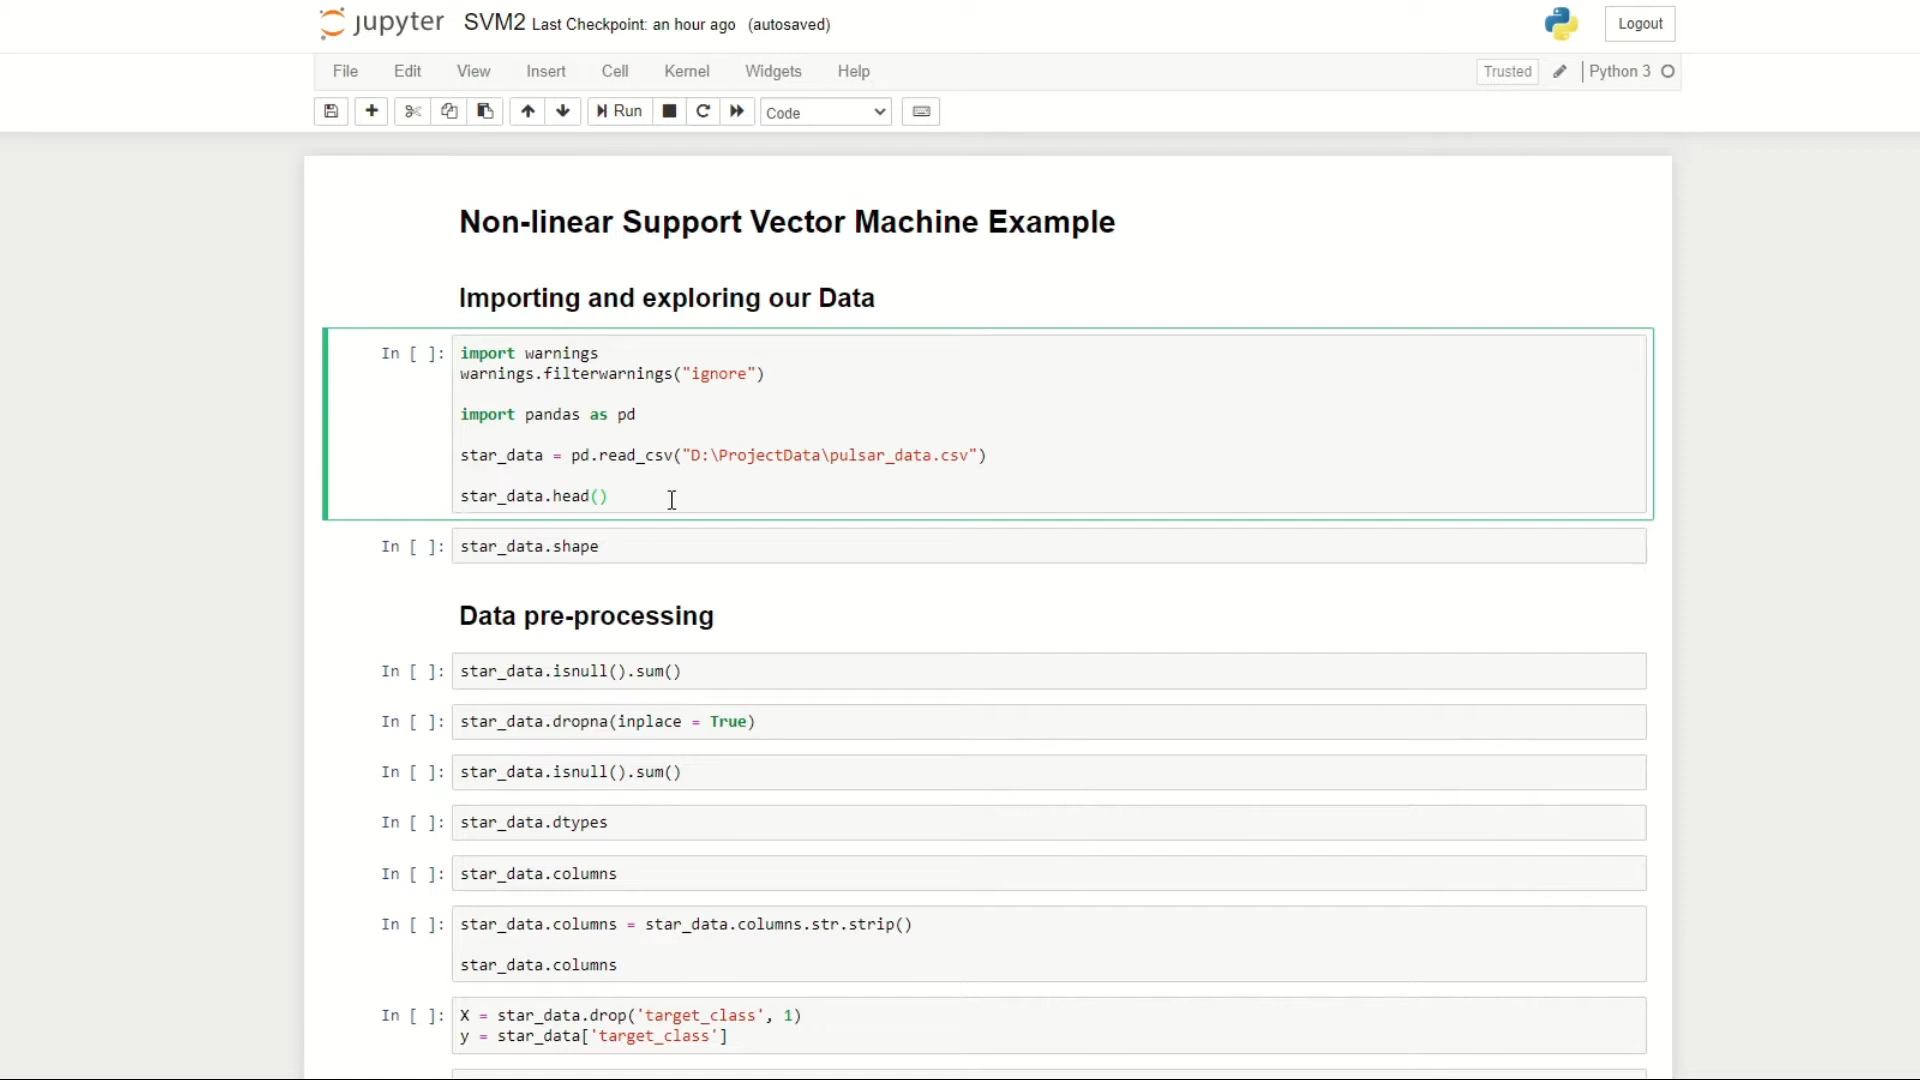 jupyter SVM2 Last Checkpoint: an hour ago (autosaved) Logout
File Edit View Insert Cell Kernel Widgets Help Trusted Python 3
Run Code
Non-linear Support Vector Machine Example
Importing and exploring our Data
In [ ]: import warnings
warnings.filterwarnings("ignore")
import pandas as pd
star_data = pd.read_csv("D:\ProjectData\pulsar_data.csv")
star_data.head()
In [ ]: star_data.shape
Data pre-processing
In [ ]: star_data.isnull().sum()
In [ ]: star_data.dropna(inplace = True)
In [ ]: star_data.isnull().sum()
In [ ]: star_data.dtypes
In [ ]: star_data.columns
In [ ]: star_data.columns = star_data.columns.str.strip()
star_data.columns
In [ ]: X = star_data.drop('target_class', 1)
y = star_data['target_class']